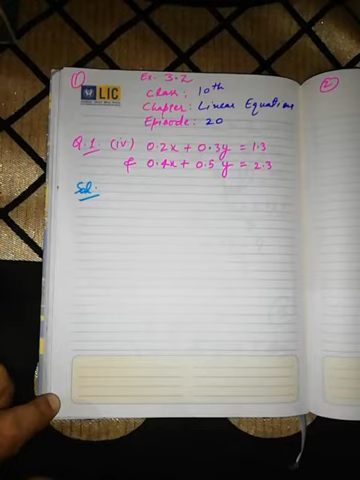 ①
Ex. 3.2
LIC
Class: 10th
Chapter: Linear Equations
Episode: 20
Q.1 (iv) 0.2x + 0.3y = 1.3
& 0.4x + 0.5y = 2.3
Sol.
②